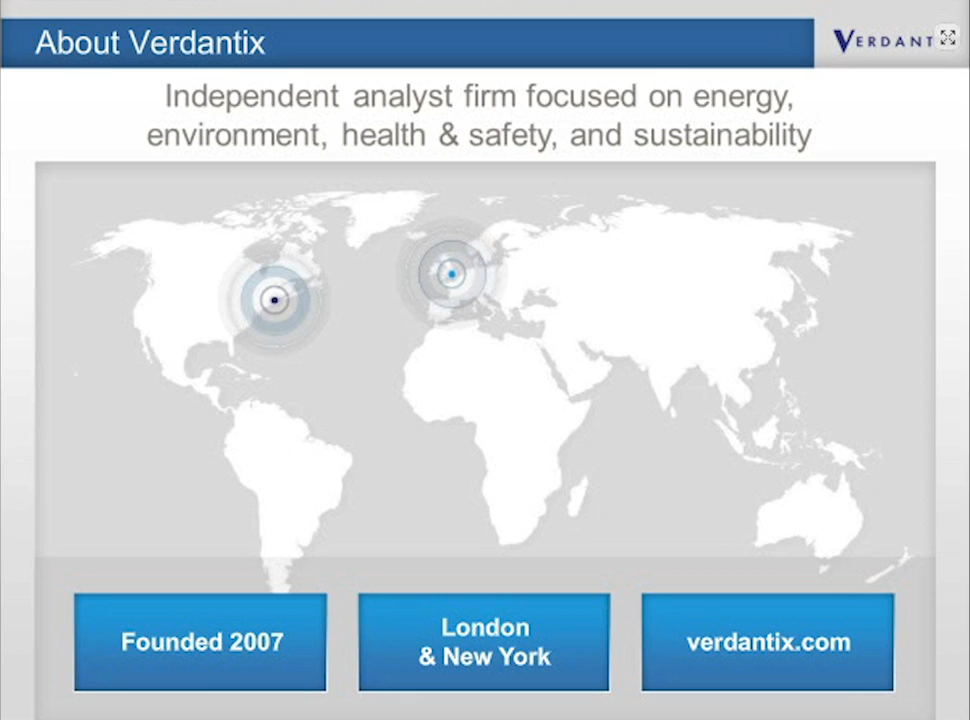 About Verdantix
VERDANT
Independent analyst firm focused on energy,
environment, health & safety, and sustainability
Founded 2007
London
& New York
verdantix.com